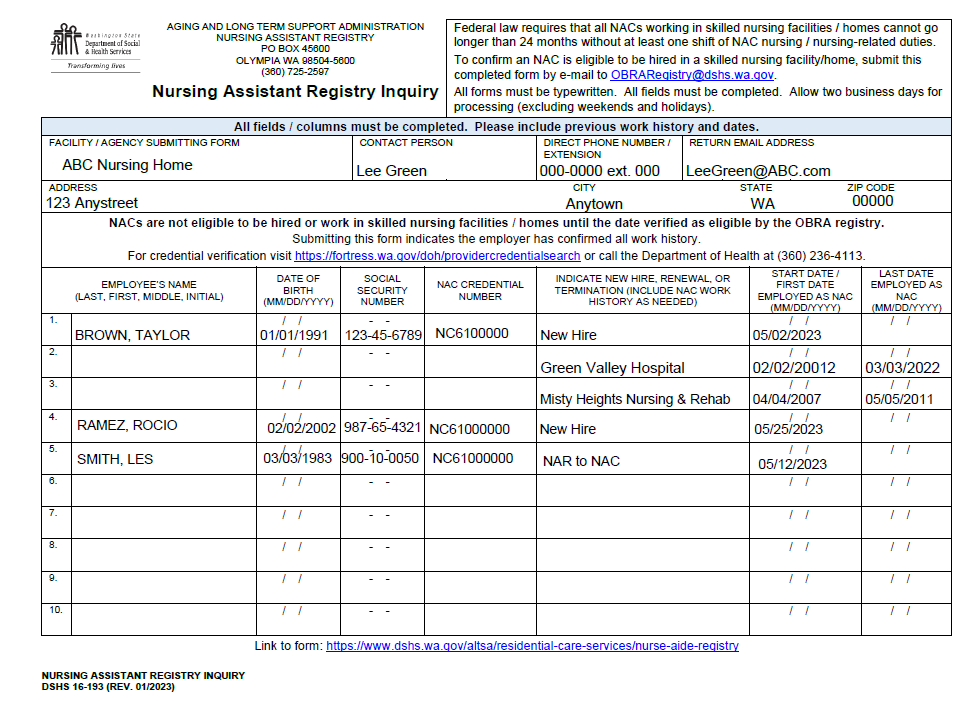 Washington State
Department of Social
& Health Services
Transforming lives
AGING AND LONG TERM SUPPORT ADMINISTRATION
NURSING ASSISTANT REGISTRY
PO BOX 45600
OLYMPIA WA 98504-5600
(360) 725-2597
Nursing Assistant Registry Inquiry
Federal law requires that all NACs working in skilled nursing facilities / homes cannot go
longer than 24 months without at least one shift of NAC nursing / nursing-related duties.
To confirm an NAC is eligible to be hired in a skilled nursing facility/home, submit this
completed form by e-mail to OBRARegistry@dshs.wa.gov.
All forms must be typewritten. All fields must be completed. Allow two business days for
processing (excluding weekends and holidays).
All fields / columns must be completed. Please include previous work history and dates.
FACILITY / AGENCY SUBMITTING FORM
ABC Nursing Home
CONTACT PERSON
Lee Green
DIRECT PHONE NUMBER /
EXTENSION
000-0000 ext. 000
RETURN EMAIL ADDRESS
LeeGreen@ABC.com
ADDRESS
123 Anystreet
CITY
Anytown
STATE
WA
ZIP CODE
00000
NACs are not eligible to be hired or work in skilled nursing facilities / homes until the date verified as eligible by the OBRA registry.
Submitting this form indicates the employer has confirmed all work history.
For credential verification visit https://fortress.wa.gov/doh/providercredentialsearch or call the Department of Health at (360) 236-4113.
EMPLOYEE'S NAME
(LAST, FIRST, MIDDLE, INITIAL)
DATE OF
BIRTH
(MM/DD/YYYY)
SOCIAL
SECURITY
NUMBER
NAC CREDENTIAL
NUMBER
INDICATE NEW HIRE, RENEWAL, OR
TERMINATION (INCLUDE NAC WORK
HISTORY AS NEEDED)
START DATE /
FIRST DATE
EMPLOYED AS NAC
(MM/DD/YYYY)
LAST DATE
EMPLOYED AS
NAC
(MM/DD/YYYY)
1. / / - - / / / /
BROWN, TAYLOR 01/01/1991 123-45-6789 NC6100000 New Hire 05/02/2023
2. / / - - / / / /
Green Valley Hospital 02/02/20012 03/03/2022
3. / / - - / / / /
Misty Heights Nursing & Rehab 04/04/2007 05/05/2011
4. / / - - / / / /
RAMEZ, ROCIO 02/02/2002 987-65-4321 NC61000000 New Hire 05/25/2023
5. / / - - / / / /
SMITH, LES 03/03/1983 900-10-0050 NC61000000 NAR to NAC 05/12/2023
6. / / - - / / / /
7. / / - - / / / /
8. / / - - / / / /
9. / / - - / / / /
10. / / - - / / / /
Link to form: https://www.dshs.wa.gov/altsa/residential-care-services/nurse-aide-registry
NURSING ASSISTANT REGISTRY INQUIRY
DSHS 16-193 (REV. 01/2023)